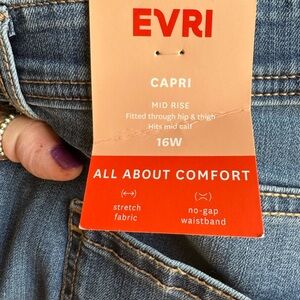 EVRI
CAPRI
MID RISE
Fitted through hip & thigh
Hits mid calf
16W
ALL ABOUT COMFORT
stretch no-gap
fabric waistband